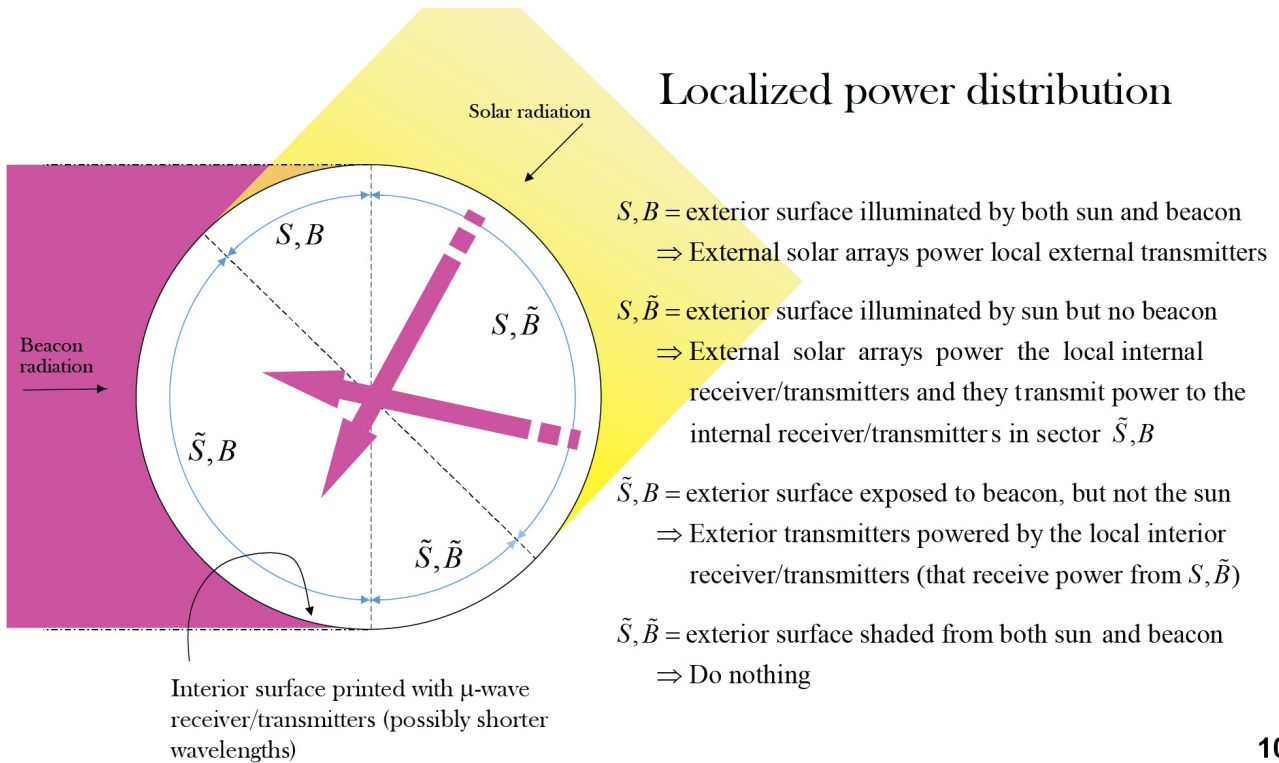 Localized power distribution
Solar radiation
S, B
S, B̃
Beacon
radiation
S̃, B
S̃, B̃
Interior surface printed with μ-wave
receiver/transmitters (possibly shorter
wavelengths)
S, B = exterior surface illuminated by both sun and beacon
⇒ External solar arrays power local external transmitters
S, B̃ = exterior surface illuminated by sun but no beacon
⇒ External solar arrays power the local internal
receiver/transmitters and they transmit power to the
internal receiver/transmitters in sector S̃, B
S̃, B = exterior surface exposed to beacon, but not the sun
⇒ Exterior transmitters powered by the local interior
receiver/transmitters (that receive power from S, B̃)
S̃, B̃ = exterior surface shaded from both sun and beacon
⇒ Do nothing